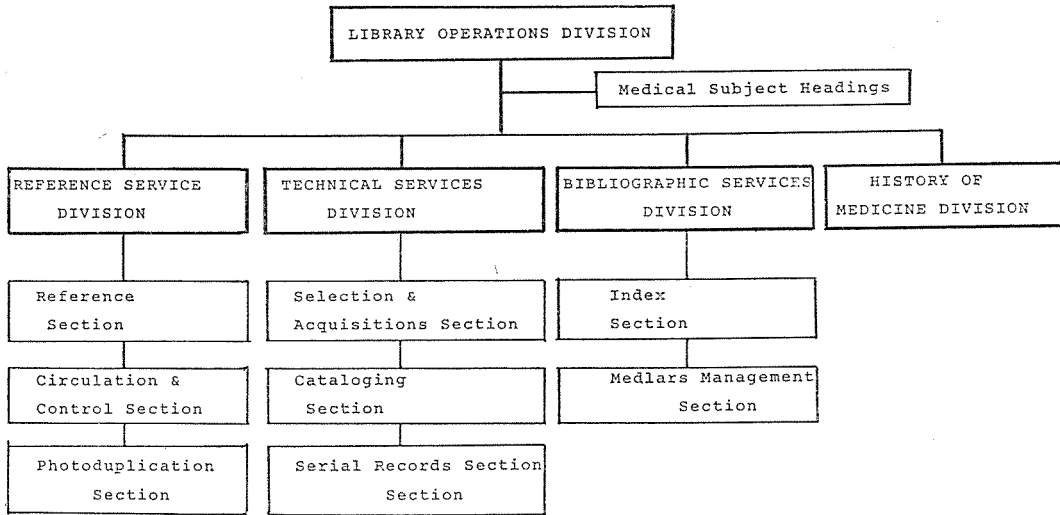 LIBRARY OPERATIONS DIVISION
Medical Subject Headings
REFERENCE SERVICE
DIVISION
TECHNICAL SERVICES
DIVISION
BIBLIOGRAPHIC SERVICES
DIVISION
HISTORY OF
MEDICINE DIVISION
Reference
Section
Selection &
Acquisitions Section
Index
Section
Circulation &
Control Section
Cataloging
Section
Medlars Management
Section
Photoduplication
Section
Serial Records Section
Section